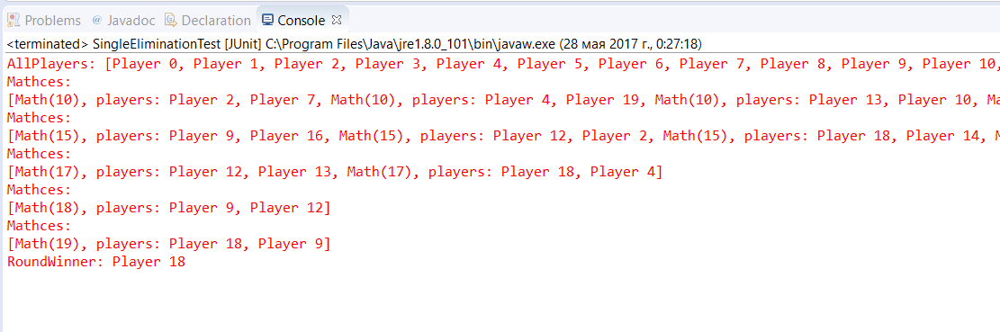 Problems @ Javadoc Declaration Console
<terminated> SingleEliminationTest [JUnit] C:\Program Files\Java\jre1.8.0_101\bin\javaw.exe (28 мая 2017 г., 0:27:18)
AllPlayers: [Player 0, Player 1, Player 2, Player 3, Player 4, Player 5, Player 6, Player 7, Player 8, Player 9, Player 10,
Mathces:
[Math(10), players: Player 2, Player 7, Math(10), players: Player 4, Player 19, Math(10), players: Player 13, Player 10, Ma
Mathces:
[Math(15), players: Player 9, Player 16, Math(15), players: Player 12, Player 2, Math(15), players: Player 18, Player 14, M
Mathces:
[Math(17), players: Player 12, Player 13, Math(17), players: Player 18, Player 4]
Mathces:
[Math(18), players: Player 9, Player 12]
Mathces:
[Math(19), players: Player 18, Player 9]
RoundWinner: Player 18